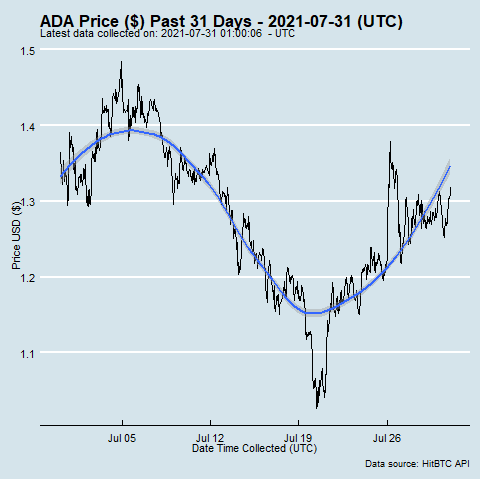 ADA Price ($) Past 31 Days - 2021-07-31 (UTC)
Latest data collected on: 2021-07-31 01:00:06 - UTC
1.5
1.4
1.3
1.2
1.1
Price USD ($)
Jul 05
Jul 12
Jul 19
Jul 26
Date Time Collected (UTC)
Data source: HitBTC API